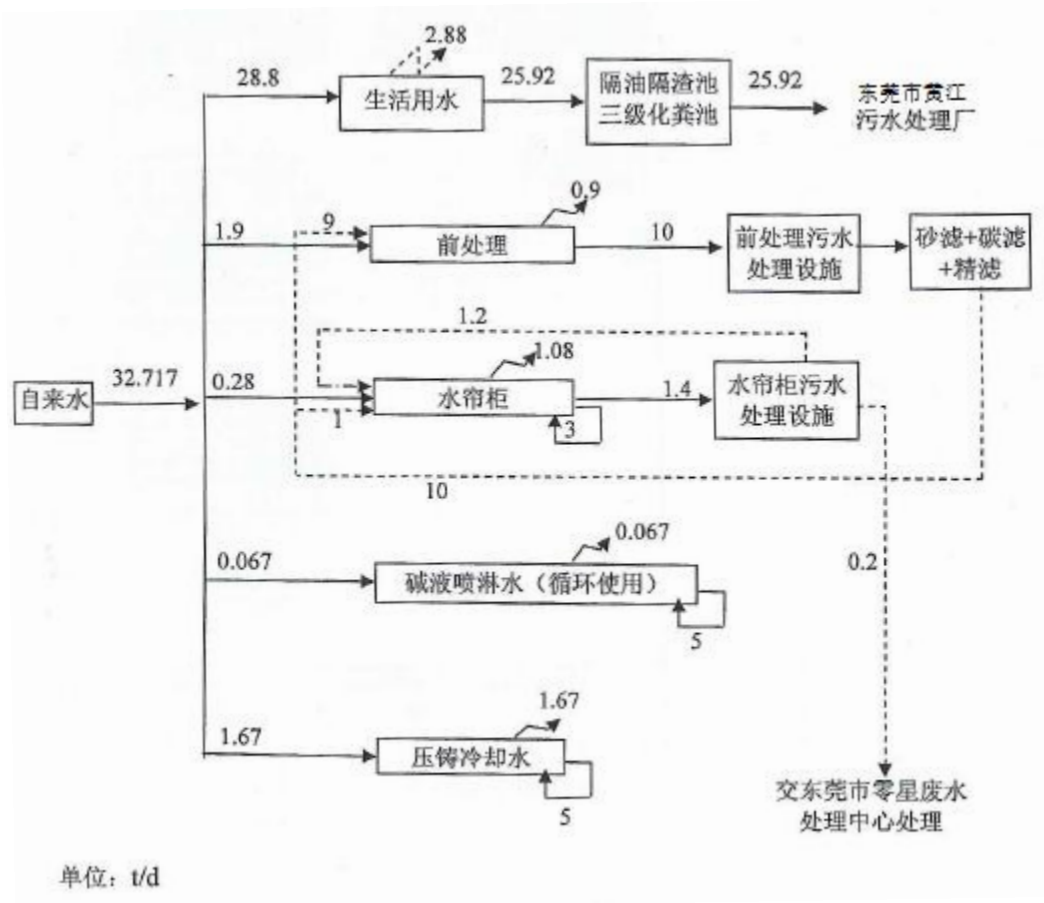 2.88
28.8
生活用水
25.92
隔油隔渣池
三级化粪池
25.92
东莞市黄江
污水处理厂
0.9
1.9
9
前处理
10
前处理污水
处理设施
砂滤+碳滤
+精滤
1.2
1.08
自来水
32.717
0.28
水帘柜
1
3
1.4
水帘柜污水
处理设施
10
0.2
0.067
0.067
碱液喷淋水（循环使用）
5
1.67
1.67
压铸冷却水
5
交东莞市零星废水
处理中心处理
单位：t/d